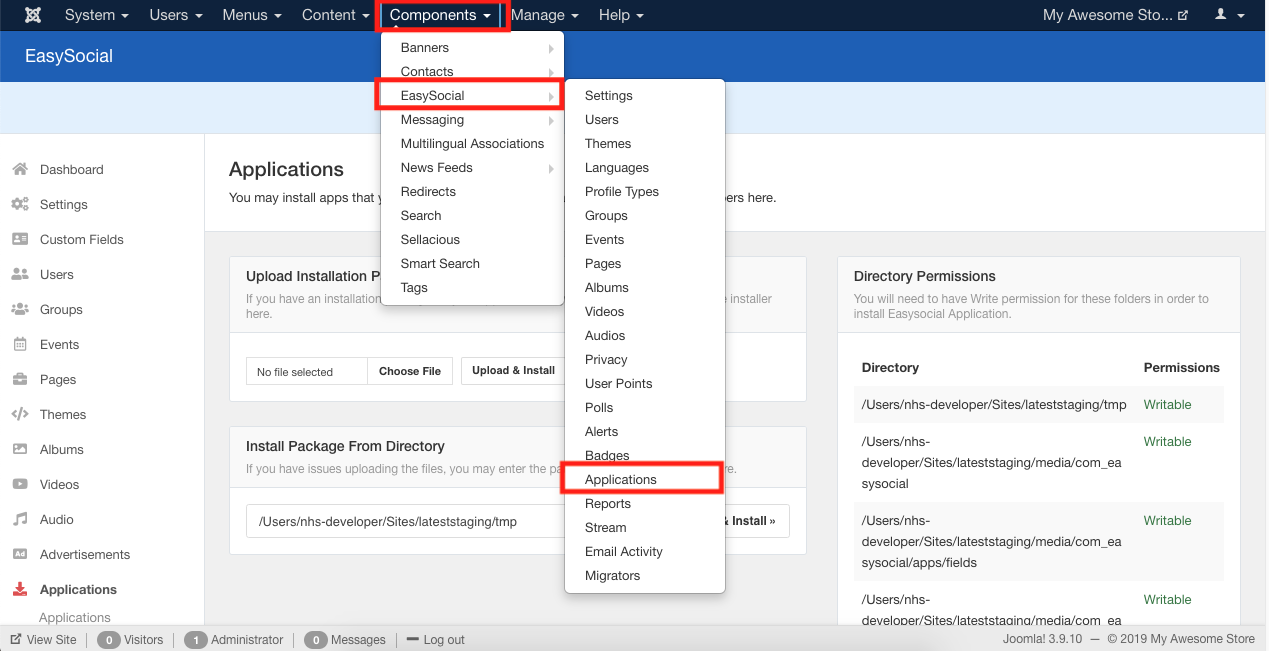 System Users Menus Content Components Manage Help My Awesome Sto...
EasySocial
Banners
Contacts
EasySocial
Messaging
Multilingual Associations
News Feeds
Redirects
Search
Sellacious
Smart Search
Tags
Settings
Users
Themes
Languages
Profile Types
Groups
Events
Pages
Albums
Videos
Audios
Privacy
User Points
Polls
Alerts
Badges
Applications
Reports
Stream
Email Activity
Migrators
Dashboard
Settings
Custom Fields
Users
Groups
Events
Pages
Themes
Albums
Videos
Audio
Ad Advertisements
Applications
Applications
Applications
You may install apps that here.
Upload Installation
If you have an installation installer
here.
No file selected Choose File Upload & Install
Install Package From Directory
If you have issues uploading the files, you may enter the
/Users/nhs-developer/Sites/lateststaging/tmp & Install »
Directory Permissions
You will need to have Write permission for these folders in order to
install Easysocial Application.
Directory Permissions
/Users/nhs-developer/Sites/lateststaging/tmp Writable
/Users/nhs- Writable
developer/Sites/lateststaging/media/com_ea
sysocial
/Users/nhs- Writable
developer/Sites/lateststaging/media/com_ea
sysocial/apps/fields
/Users/nhs- Writable
developer/Sites/lateststaging/media/com_ea
View Site 0 Visitors 1 Administrator 0 Messages Log out Joomla! 3.9.10 — © 2019 My Awesome Store